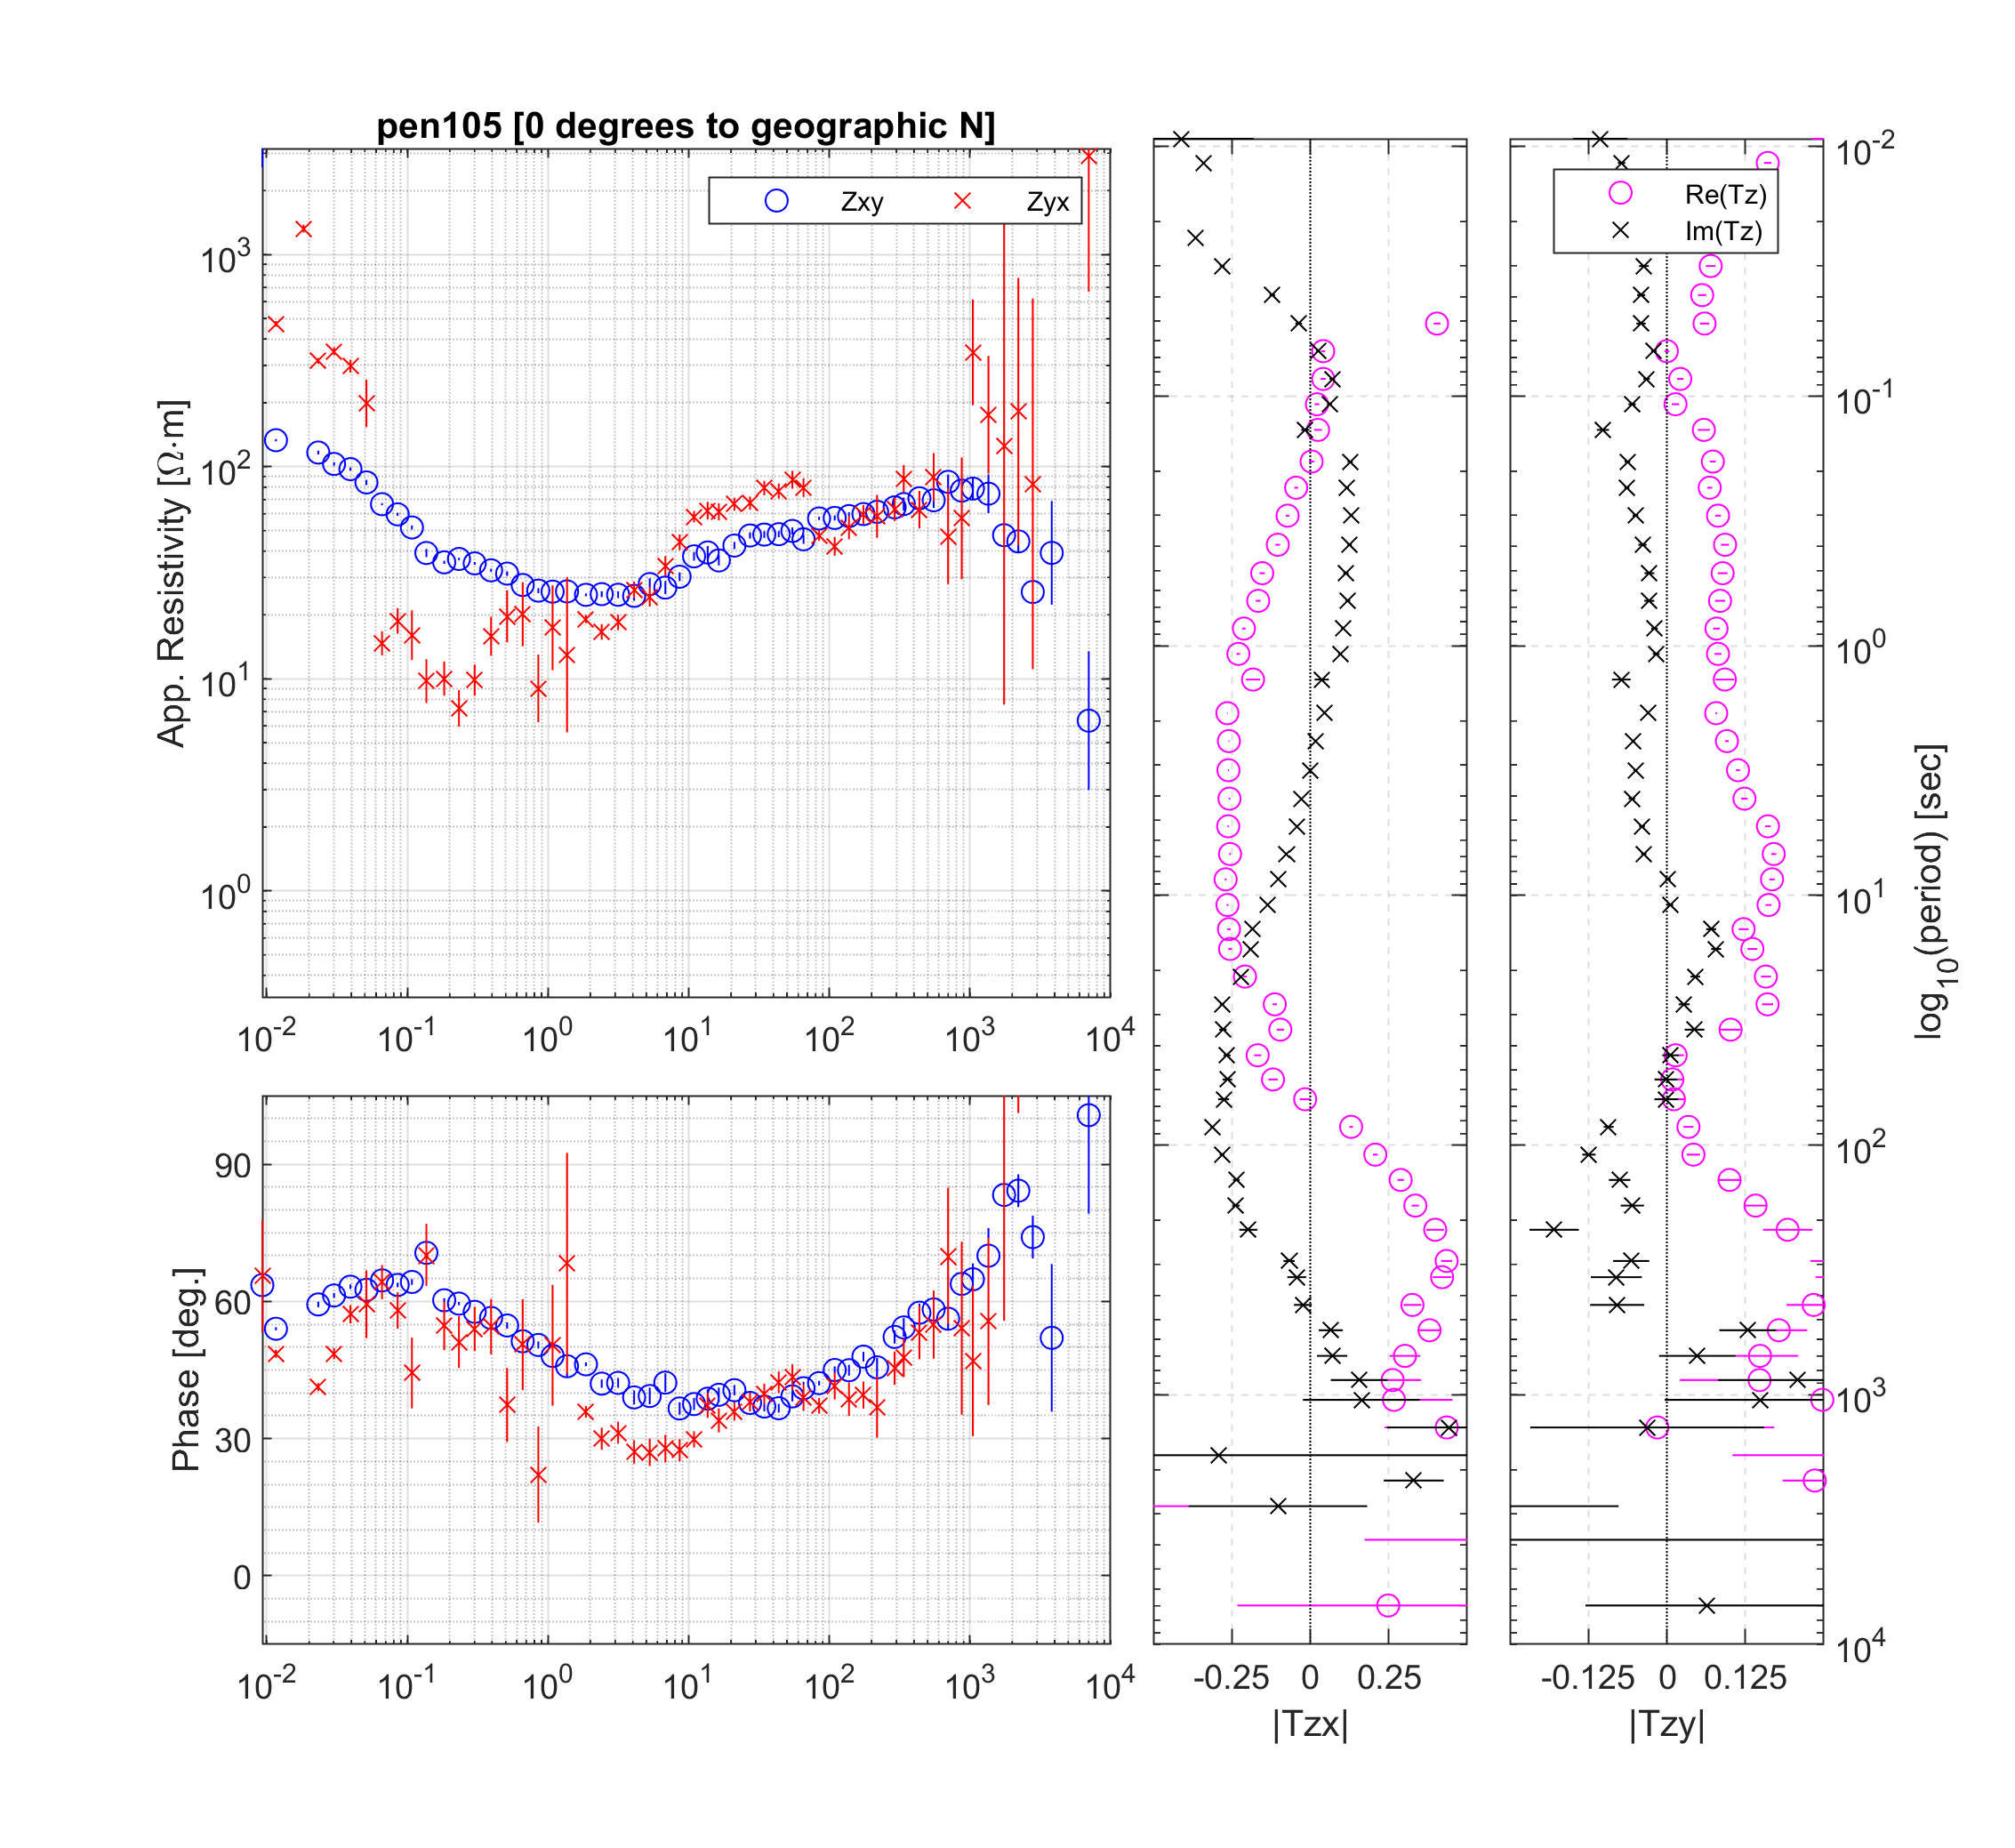 pen105 [0 degrees to geographic N]
Zxy Zyx
App. Resistivity [Ω·m]
10^3
10^2
10^1
10^0
10^-2 10^-1 10^0 10^1 10^2 10^3 10^4
Phase [deg.]
90
60
30
0
10^-2 10^-1 10^0 10^1 10^2 10^3 10^4
-0.25 0 0.25
|Tzx|
Re(Tz)
Im(Tz)
-0.125 0 0.125
|Tzy|
10^-2
10^-1
10^0
10^1
10^2
10^3
10^4
log10(period) [sec]